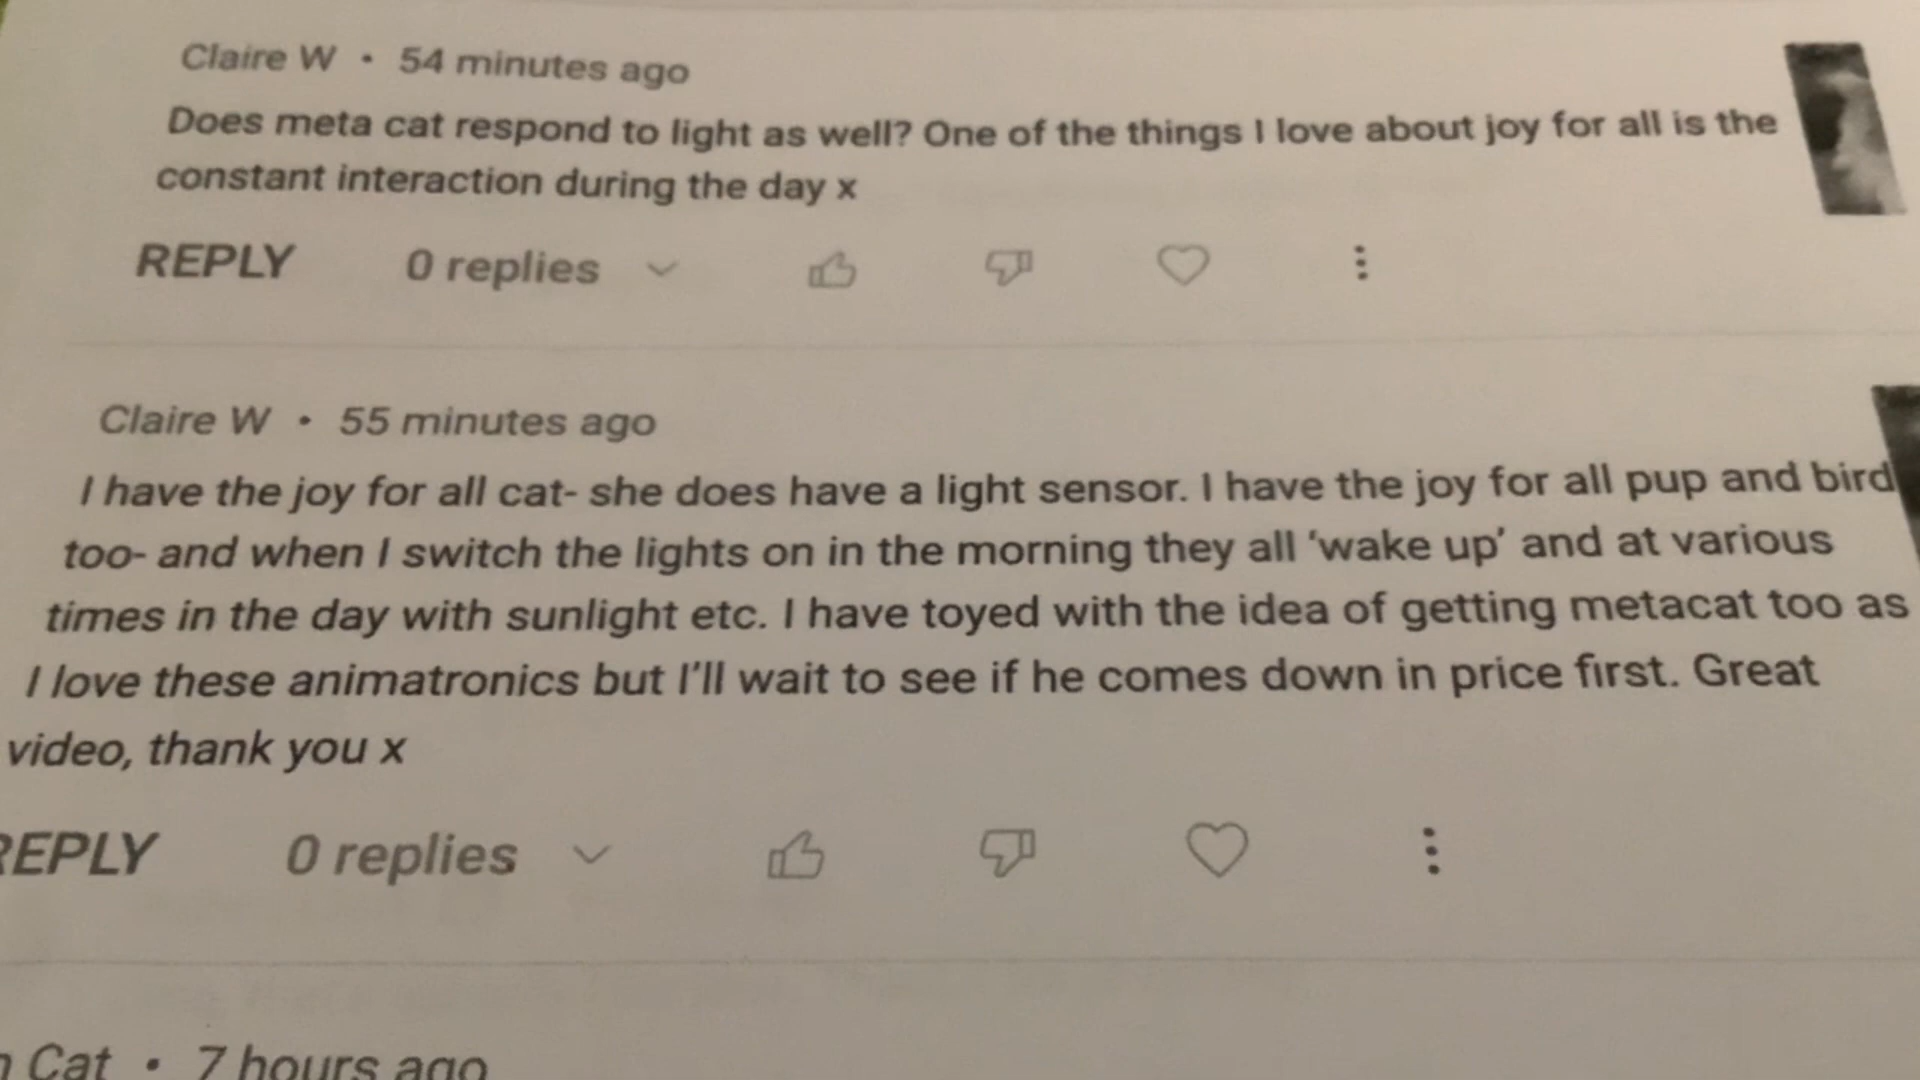 Claire W • 54 minutes ago
Does meta cat respond to light as well? One of the things I love about joy for all is the
constant interaction during the day x
REPLY 0 replies
Claire W • 55 minutes ago
I have the joy for all cat- she does have a light sensor. I have the joy for all pup and bird
too- and when I switch the lights on in the morning they all ‘wake up’ and at various
times in the day with sunlight etc. I have toyed with the idea of getting metacat too as
I love these animatronics but I’ll wait to see if he comes down in price first. Great
video, thank you x
REPLY 0 replies
Cat • 7 hours ago